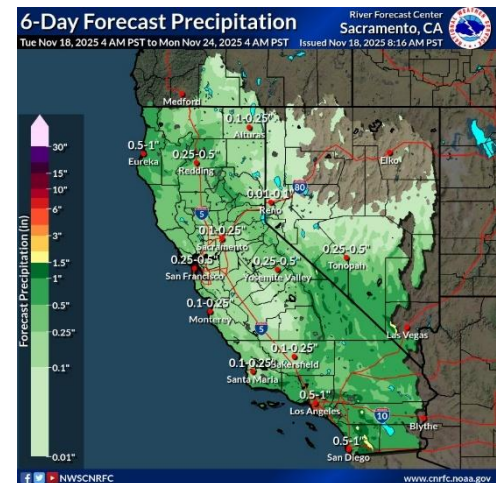 6-Day Forecast Precipitation
Tue Nov 18, 2025 4 AM PST to Mon Nov 24, 2025 4 AM PST
River Forecast Center
Sacramento, CA
Issued Nov 18, 2025 8:16 AM PST
Medford
0.1-0.25"
Alturas
0.5-1"
Eureka
0.25-0.5"
Redding
Elko
80
0.01-0.1"
Reno
5
0.1-0.25"
Sacramento
0.25-0.5"
San Francisco
0.25-0.5"
Yosemite Valley
0.25-0.5"
Tonopah
0.1-0.25"
Monterey
5
Las Vegas
0.1-0.25"
Bakersfield
0.1-0.25"
Santa Maria
0.5-1"
Los Angeles
10
Blythe
0.5-1"
San Diego
Forecast Precipitation (In)
30"
15"
10"
6"
3"
1.5"
1"
0.5"
0.25"
0.1"
0.01"
NWSCNRFC
www.cnrfc.noaa.gov